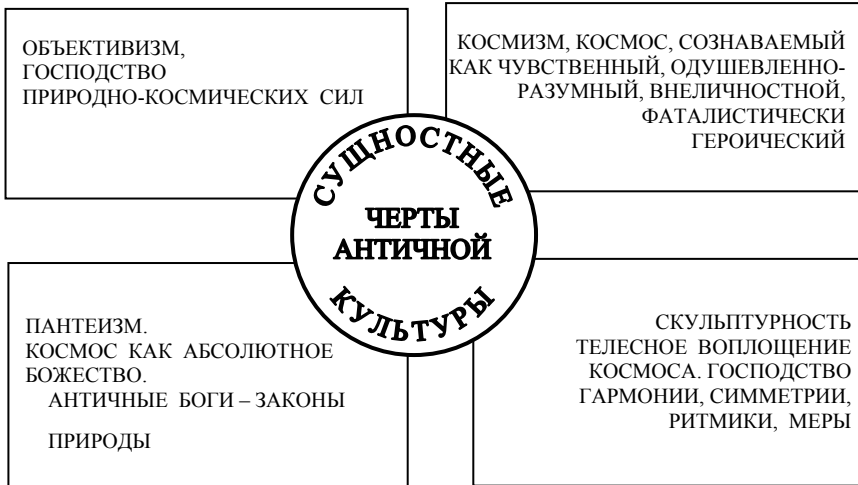 ОБЪЕКТИВИЗМ,
ГОСПОДСТВО
ПРИРОДНО-КОСМИЧЕСКИХ СИЛ
КОСМИЗМ, КОСМОС, СОЗНАВАЕМЫЙ
КАК ЧУВСТВЕННЫЙ, ОДУШЕВЛЕННО-
РАЗУМНЫЙ, ВНЕЛИЧНОСТНОЙ,
ФАТАЛИСТИЧЕСКИ
ГЕРОИЧЕСКИЙ
СУЩНОСТНЫЕ
ЧЕРТЫ
АНТИЧНОЙ
КУЛЬТУРЫ
ПАНТЕИЗМ.
КОСМОС КАК АБСОЛЮТНОЕ
БОЖЕСТВО.
АНТИЧНЫЕ БОГИ – ЗАКОНЫ
ПРИРОДЫ
СКУЛЬПТУРНОСТЬ
ТЕЛЕСНОЕ ВОПЛОЩЕНИЕ
КОСМОСА. ГОСПОДСТВО
ГАРМОНИИ, СИММЕТРИИ,
РИТМИКИ, МЕРЫ